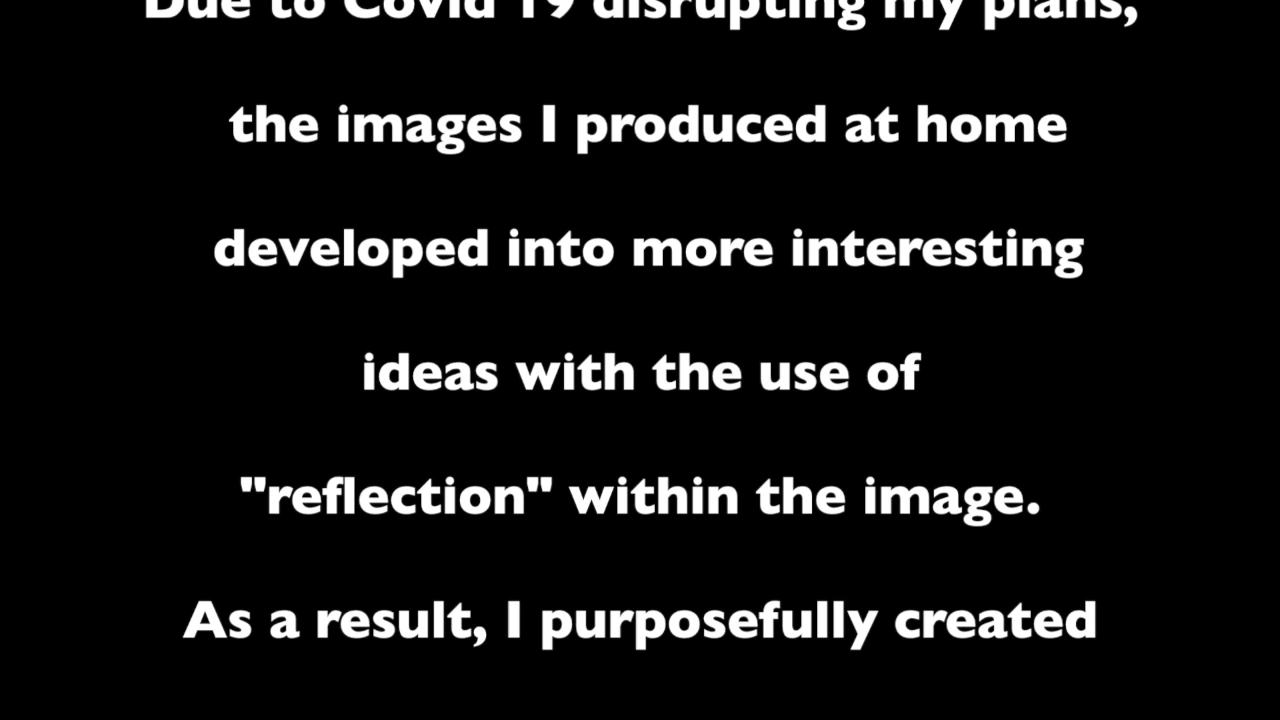 Due to Covid 19 disrupting my plans,
the images I produced at home
developed into more interesting
ideas with the use of
"reflection" within the image.
As a result, I purposefully created